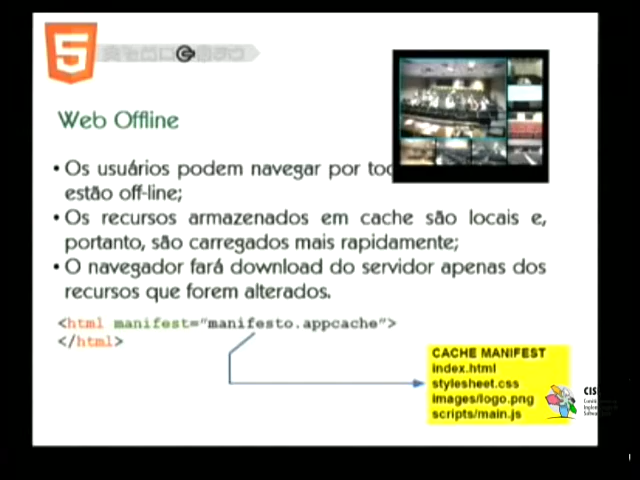 5
Web Offline
• Os usuários podem navegar por
estão off-line;
• Os recursos armazenados em cache são locais e,
portanto, são carregados mais rapidamente;
• O navegador fará download do servidor apenas dos
recursos que forem alterados.
<html manifest="manifesto.appcache">
</html>
CACHE MANIFEST
index.html
stylesheet.css
images/logo.png
scripts/main.js
CIS